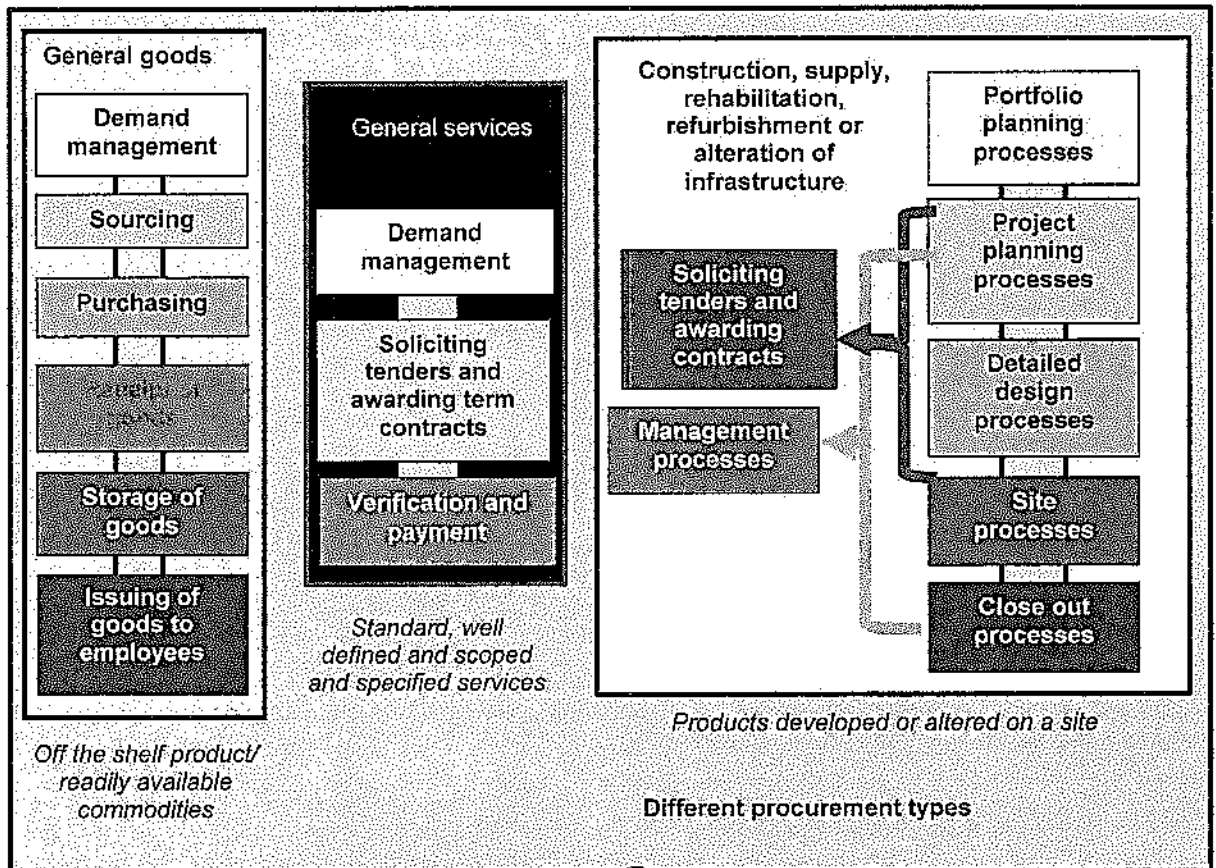 General goods
Demand
management
Sourcing
Purchasing
Storage of
goods
Issuing of
goods to
employees
Off the shelf product/
readily available
commodities
General services
Demand
management
Soliciting
tenders and
awarding term
contracts
Verification and
payment
Standard, well
defined and scoped
and specified services
Construction, supply,
rehabilitation,
refurbishment or
alteration of
infrastructure
Soliciting
tenders and
awarding
contracts
Management
processes
Portfolio
planning
processes
Project
planning
processes
Detailed
design
processes
Site
processes
Close out
processes
Products developed or altered on a site
Different procurement types